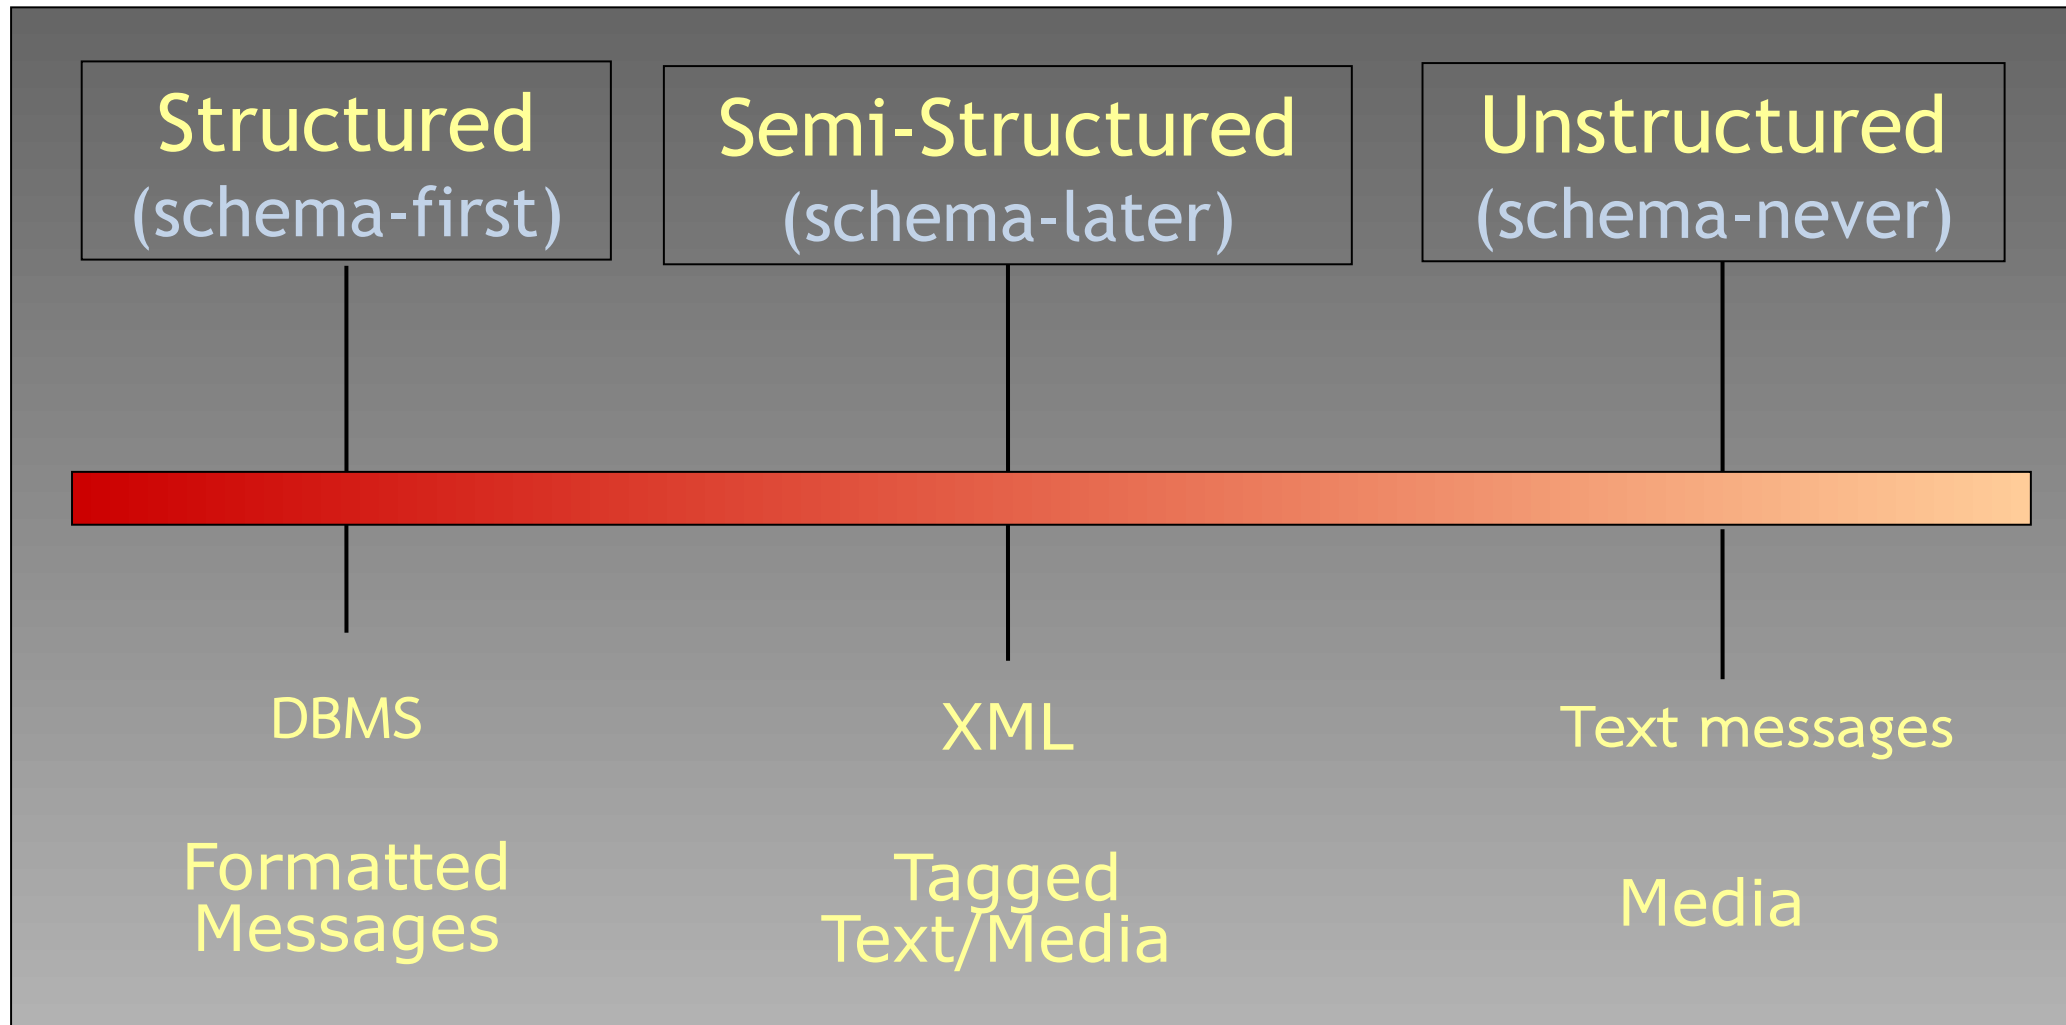 Structured
(schema-first)
Semi-Structured
(schema-later)
Unstructured
(schema-never)
DBMS
XML
Text messages
Formatted
Messages
Tagged
Text/Media
Media